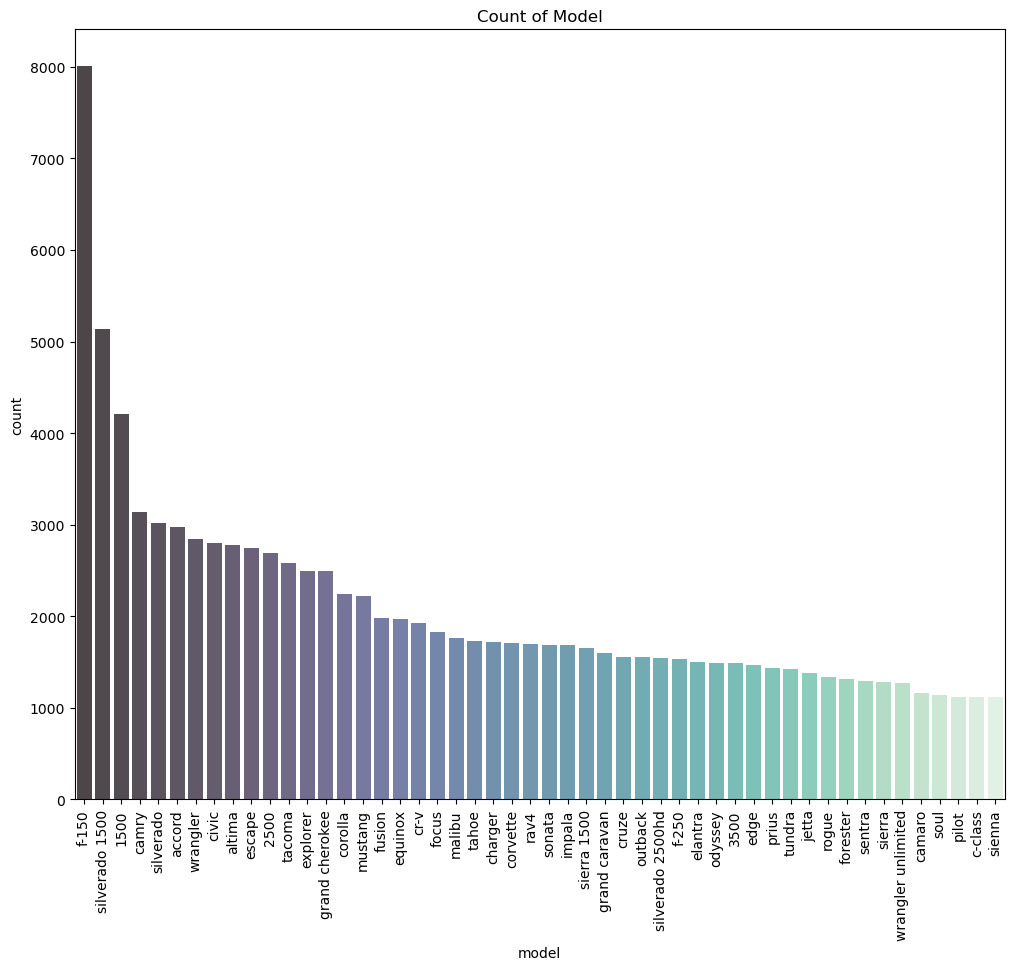 Count of Model
8000
7000
6000
5000
4000
3000
2000
1000
0
count
f-150
silverado 1500
1500
camry
silverado
accord
wrangler
civic
altima
escape
2500
tacoma
explorer
grand cherokee
corolla
mustang
fusion
equinox
cr-v
focus
malibu
tahoe
charger
corvette
rav4
sonata
impala
sierra 1500
grand caravan
cruze
outback
silverado 2500hd
f-250
elantra
odyssey
3500
edge
prius
tundra
jetta
rogue
forester
sentra
sierra
wrangler unlimited
camaro
soul
pilot
c-class
sienna
model